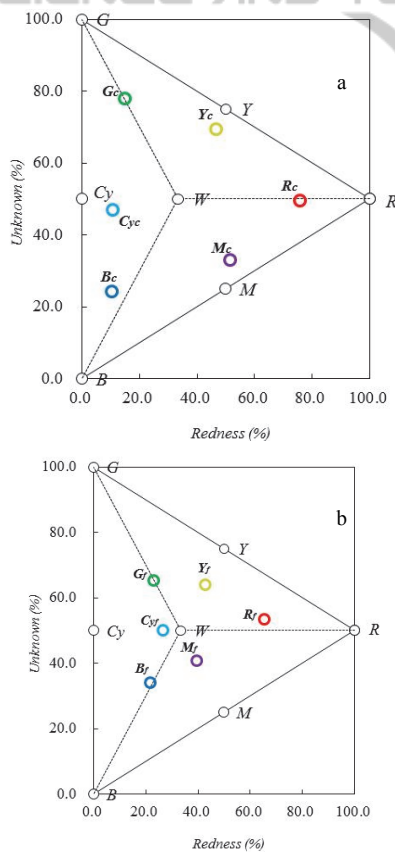 100.0
G
a
Gc
Yc
Y
80.0
60.0
Cy
W
Rc
R
Cyc
40.0
Mc
Bc
M
20.0
0.0
B
0.0 20.0 40.0 60.0 80.0 100.0
Unknown (%)
Redness (%)
100.0
G
b
80.0
Y
Gf
Yf
60.0
Rf
Cy
Cyf
W
R
Mf
40.0
Bf
M
20.0
0.0
B
0.0 20.0 40.0 60.0 80.0 100.0
Unknown (%)
Redness (%)